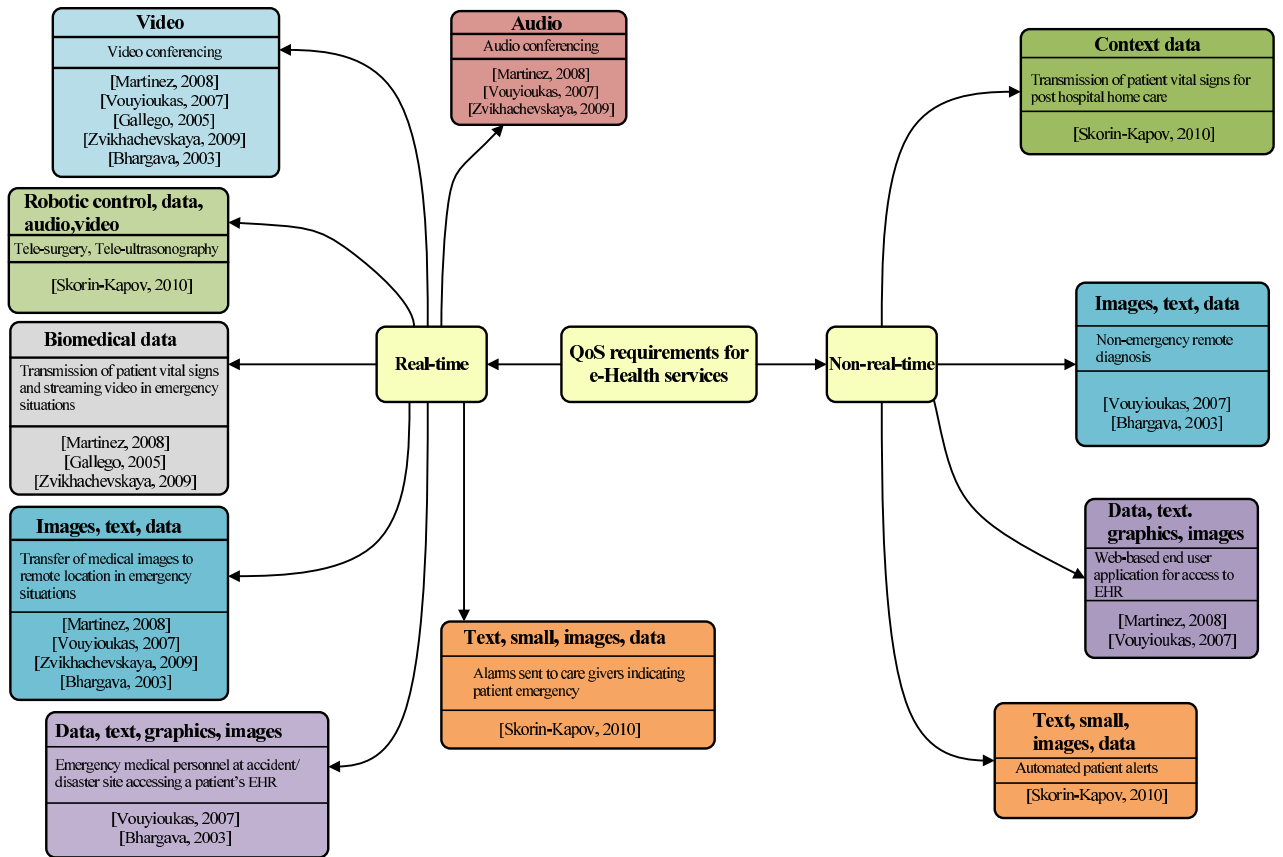 Video
Video conferencing
[Martinez, 2008]
[Vouyioukas, 2007]
[Gallego, 2005]
[Zvikhachevskaya, 2009]
[Bhargava, 2003]
Audio
Audio conferencing
[Martinez, 2008]
[Vouyioukas, 2007]
[Zvikhachevskaya, 2009]
Context data
Transmission of patient vital signs for
post hospital home care
[Skorin-Kapov, 2010]
Robotic control, data,
audio,video
Tele-surgery, Tele-ultrasonography
[Skorin-Kapov, 2010]
Biomedical data
Transmission of patient vital signs
and streaming video in emergency
situations
[Martinez, 2008]
[Gallego, 2005]
[Zvikhachevskaya, 2009]
Real-time
QoS requirements for
e-Health services
Non-real-time
Images, text, data
Non-emergency remote
diagnosis
[Vouyioukas, 2007]
[Bhargava, 2003]
Images, text, data
Transfer of medical images to
remote location in emergency
situations
[Martinez, 2008]
[Vouyioukas, 2007]
[Zvikhachevskaya, 2009]
[Bhargava, 2003]
Data, text.
graphics, images
Web-based end user
application for access to
EHR
[Martinez, 2008]
[Vouyioukas, 2007]
Text, small, images, data
Alarms sent to care givers indicating
patient emergency
[Skorin-Kapov, 2010]
Data, text, graphics, images
Emergency medical personnel at accident/
disaster site accessing a patient’s EHR
[Vouyioukas, 2007]
[Bhargava, 2003]
Text, small,
images, data
Automated patient alerts
[Skorin-Kapov, 2010]